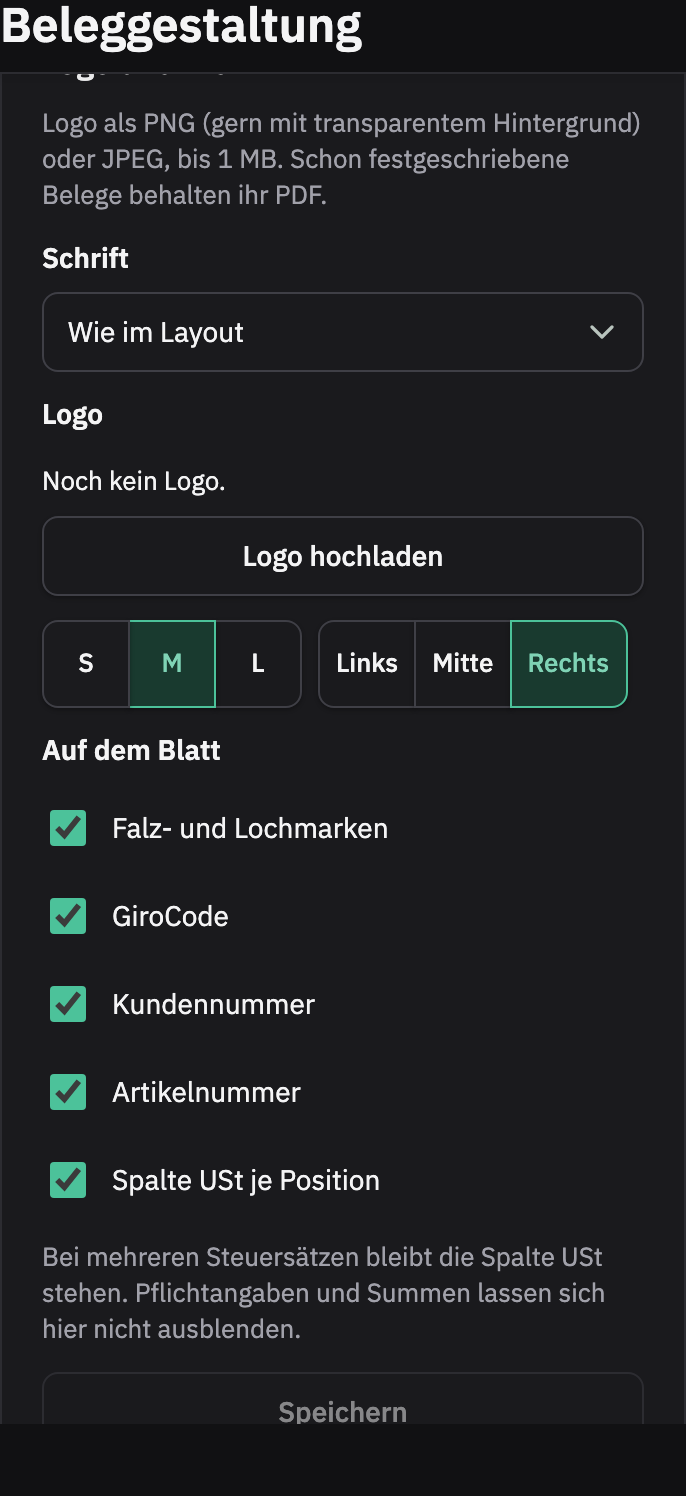 Beleggestaltung
Logo als PNG (gern mit transparentem Hintergrund)
oder JPEG, bis 1 MB. Schon festgeschriebene
Belege behalten ihr PDF.
Schrift
Wie im Layout
Logo
Noch kein Logo.
Logo hochladen
S M L Links Mitte Rechts
Auf dem Blatt
Falz- und Lochmarken
GiroCode
Kundennummer
Artikelnummer
Spalte USt je Position
Bei mehreren Steuersätzen bleibt die Spalte USt
stehen. Pflichtangaben und Summen lassen sich
hier nicht ausblenden.
Speichern